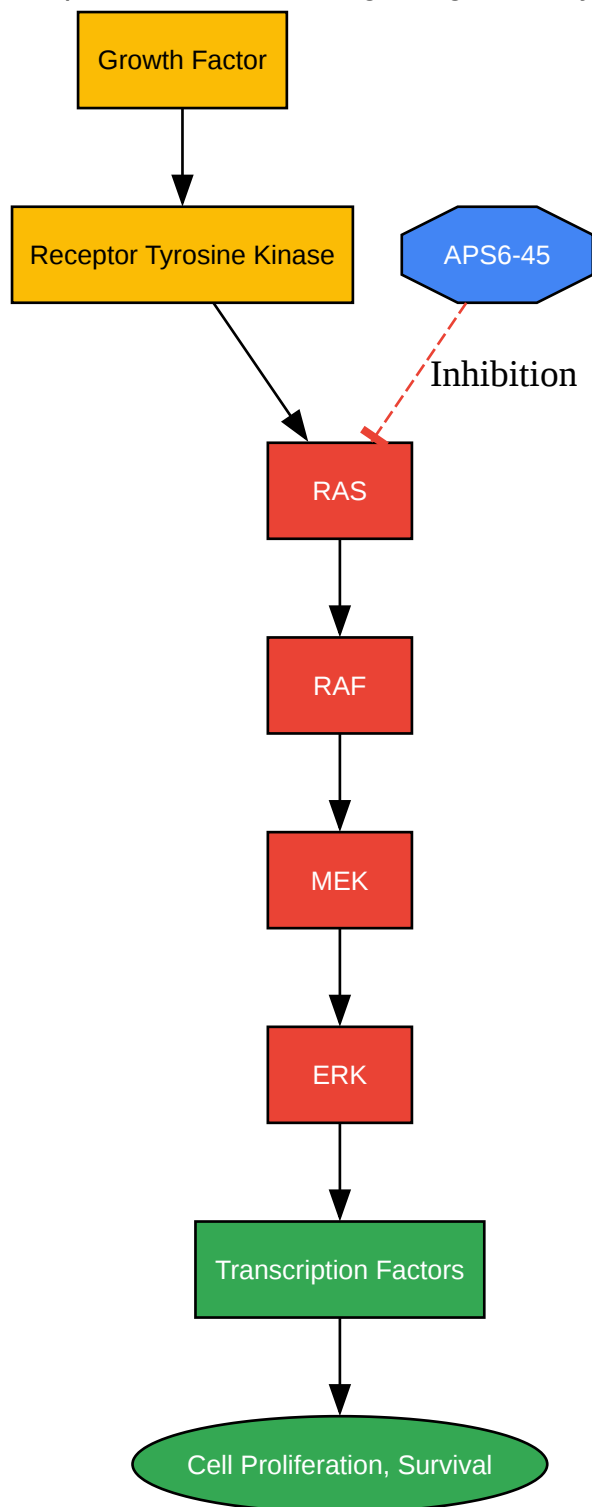 Growth Factor
Receptor Tyrosine Kinase
APS6-45
Inhibition
RAS
RAF
MEK
ERK
Transcription Factors
Cell Proliferation, Survival